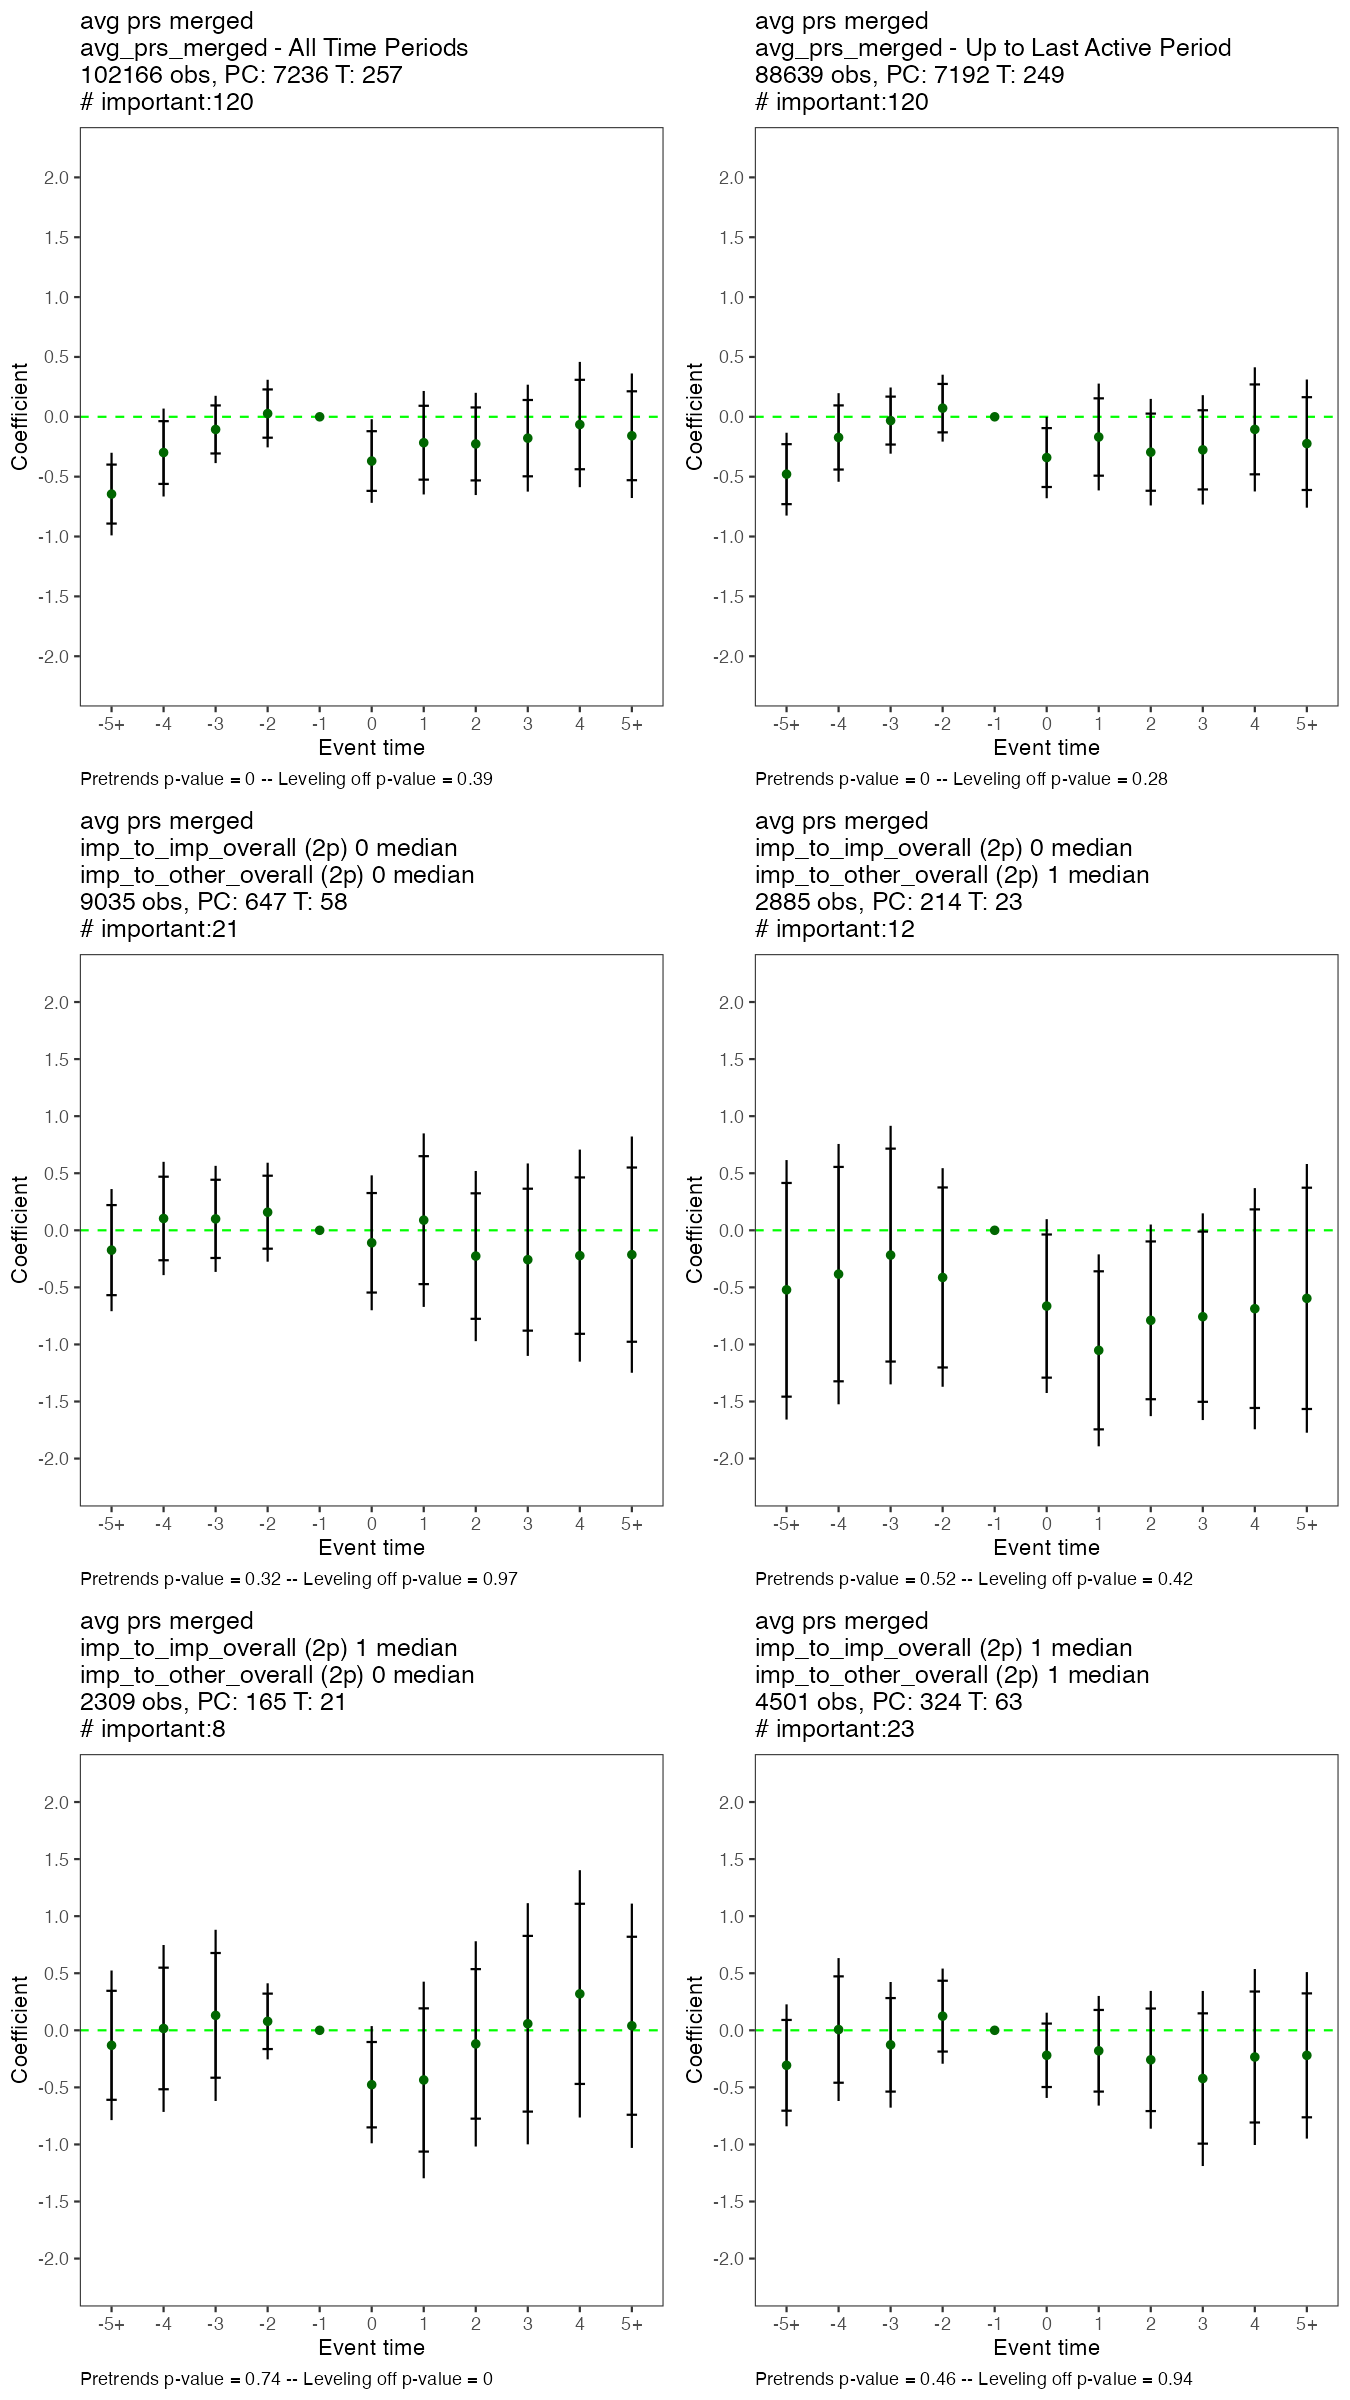 avg prs merged
avg_prs_merged - All Time Periods
102166 obs, PC: 7236 T: 257
# important:120
2.0
1.5
1.0
0.5
0.0
-0.5
-1.0
-1.5
-2.0
Coefficient
-5+ -4 -3 -2 -1 0 1 2 3 4 5+
Event time
Pretrends p-value = 0 -- Leveling off p-value = 0.39
avg prs merged
avg_prs_merged - Up to Last Active Period
88639 obs, PC: 7192 T: 249
# important:120
2.0
1.5
1.0
0.5
0.0
-0.5
-1.0
-1.5
-2.0
Coefficient
-5+ -4 -3 -2 -1 0 1 2 3 4 5+
Event time
Pretrends p-value = 0 -- Leveling off p-value = 0.28
avg prs merged
imp_to_imp_overall (2p) 0 median
imp_to_other_overall (2p) 0 median
9035 obs, PC: 647 T: 58
# important:21
2.0
1.5
1.0
0.5
0.0
-0.5
-1.0
-1.5
-2.0
Coefficient
-5+ -4 -3 -2 -1 0 1 2 3 4 5+
Event time
Pretrends p-value = 0.32 -- Leveling off p-value = 0.97
avg prs merged
imp_to_imp_overall (2p) 0 median
imp_to_other_overall (2p) 1 median
2885 obs, PC: 214 T: 23
# important:12
2.0
1.5
1.0
0.5
0.0
-0.5
-1.0
-1.5
-2.0
Coefficient
-5+ -4 -3 -2 -1 0 1 2 3 4 5+
Event time
Pretrends p-value = 0.52 -- Leveling off p-value = 0.42
avg prs merged
imp_to_imp_overall (2p) 1 median
imp_to_other_overall (2p) 0 median
2309 obs, PC: 165 T: 21
# important:8
2.0
1.5
1.0
0.5
0.0
-0.5
-1.0
-1.5
-2.0
Coefficient
-5+ -4 -3 -2 -1 0 1 2 3 4 5+
Event time
Pretrends p-value = 0.74 -- Leveling off p-value = 0
avg prs merged
imp_to_imp_overall (2p) 1 median
imp_to_other_overall (2p) 1 median
4501 obs, PC: 324 T: 63
# important:23
2.0
1.5
1.0
0.5
0.0
-0.5
-1.0
-1.5
-2.0
Coefficient
-5+ -4 -3 -2 -1 0 1 2 3 4 5+
Event time
Pretrends p-value = 0.46 -- Leveling off p-value = 0.94